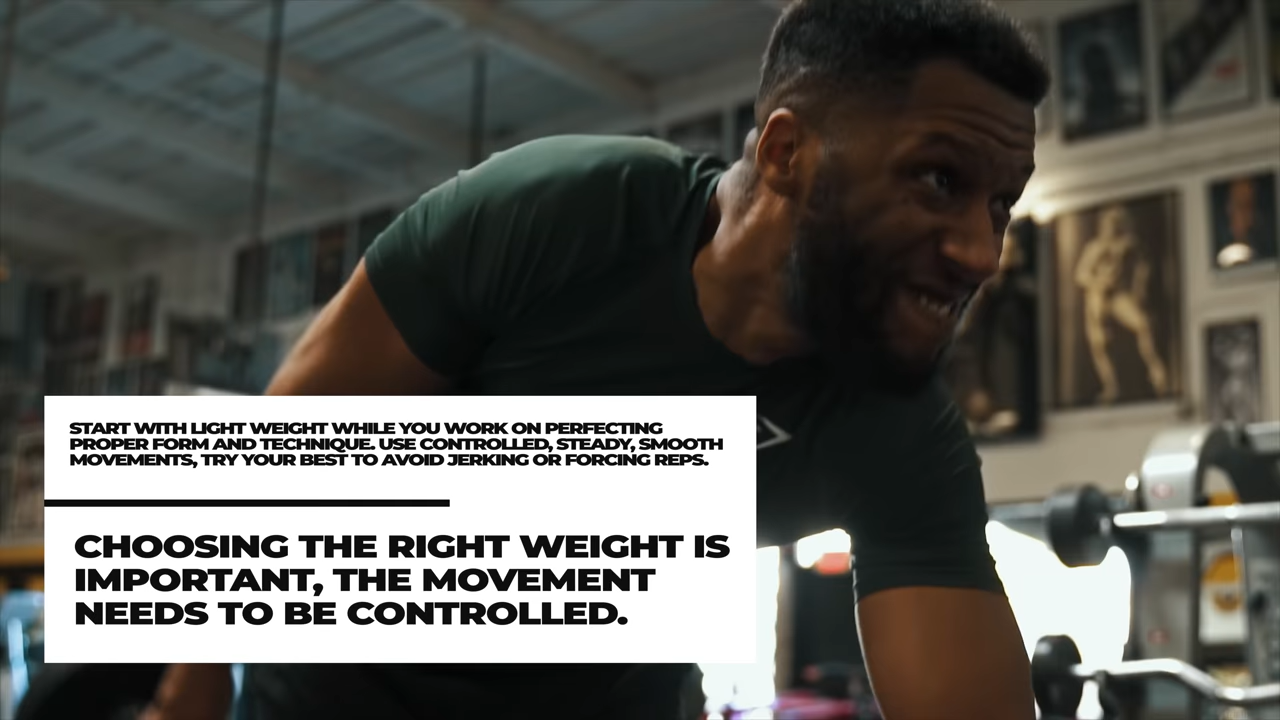 START WITH LIGHT WEIGHT WHILE YOU WORK ON PERFECTING
PROPER FORM AND TECHNIQUE. USE CONTROLLED, STEADY, SMOOTH
MOVEMENTS, TRY YOUR BEST TO AVOID JERKING OR FORCING REPS.
CHOOSING THE RIGHT WEIGHT IS
IMPORTANT, THE MOVEMENT
NEEDS TO BE CONTROLLED.